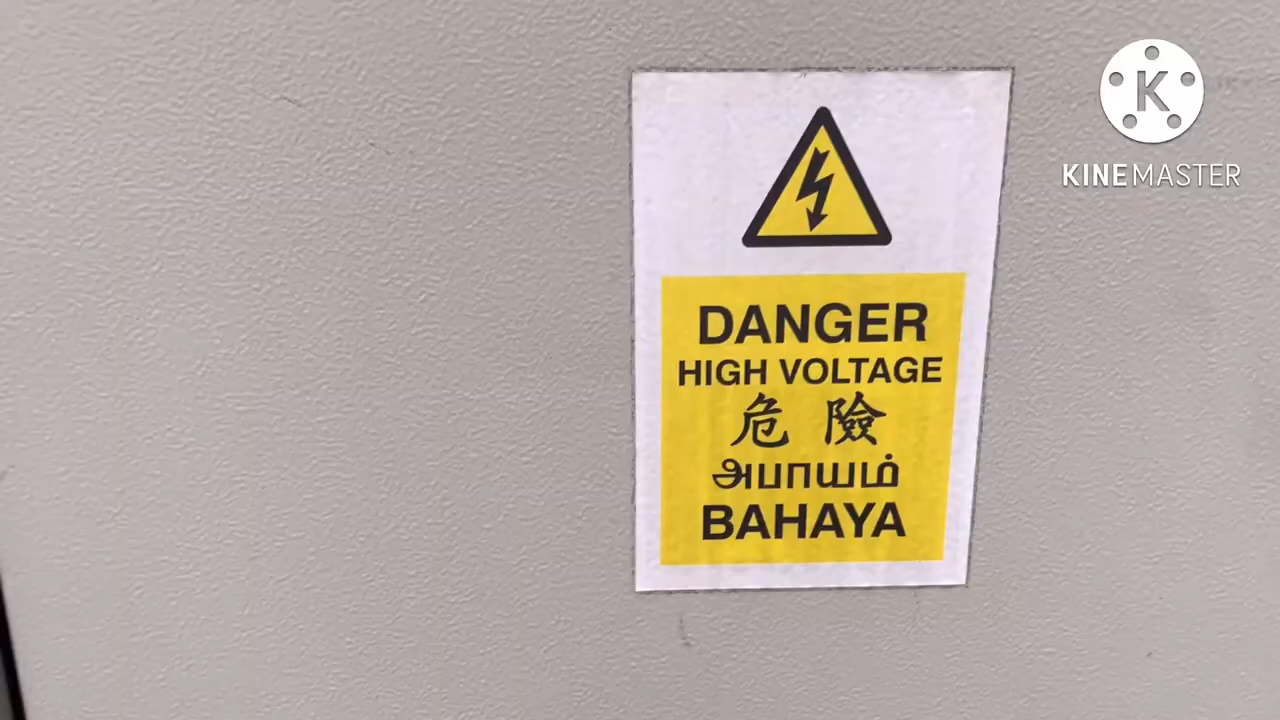 K
KINEMASTER
DANGER
HIGH VOLTAGE
危險
அபாயம்
BAHAYA